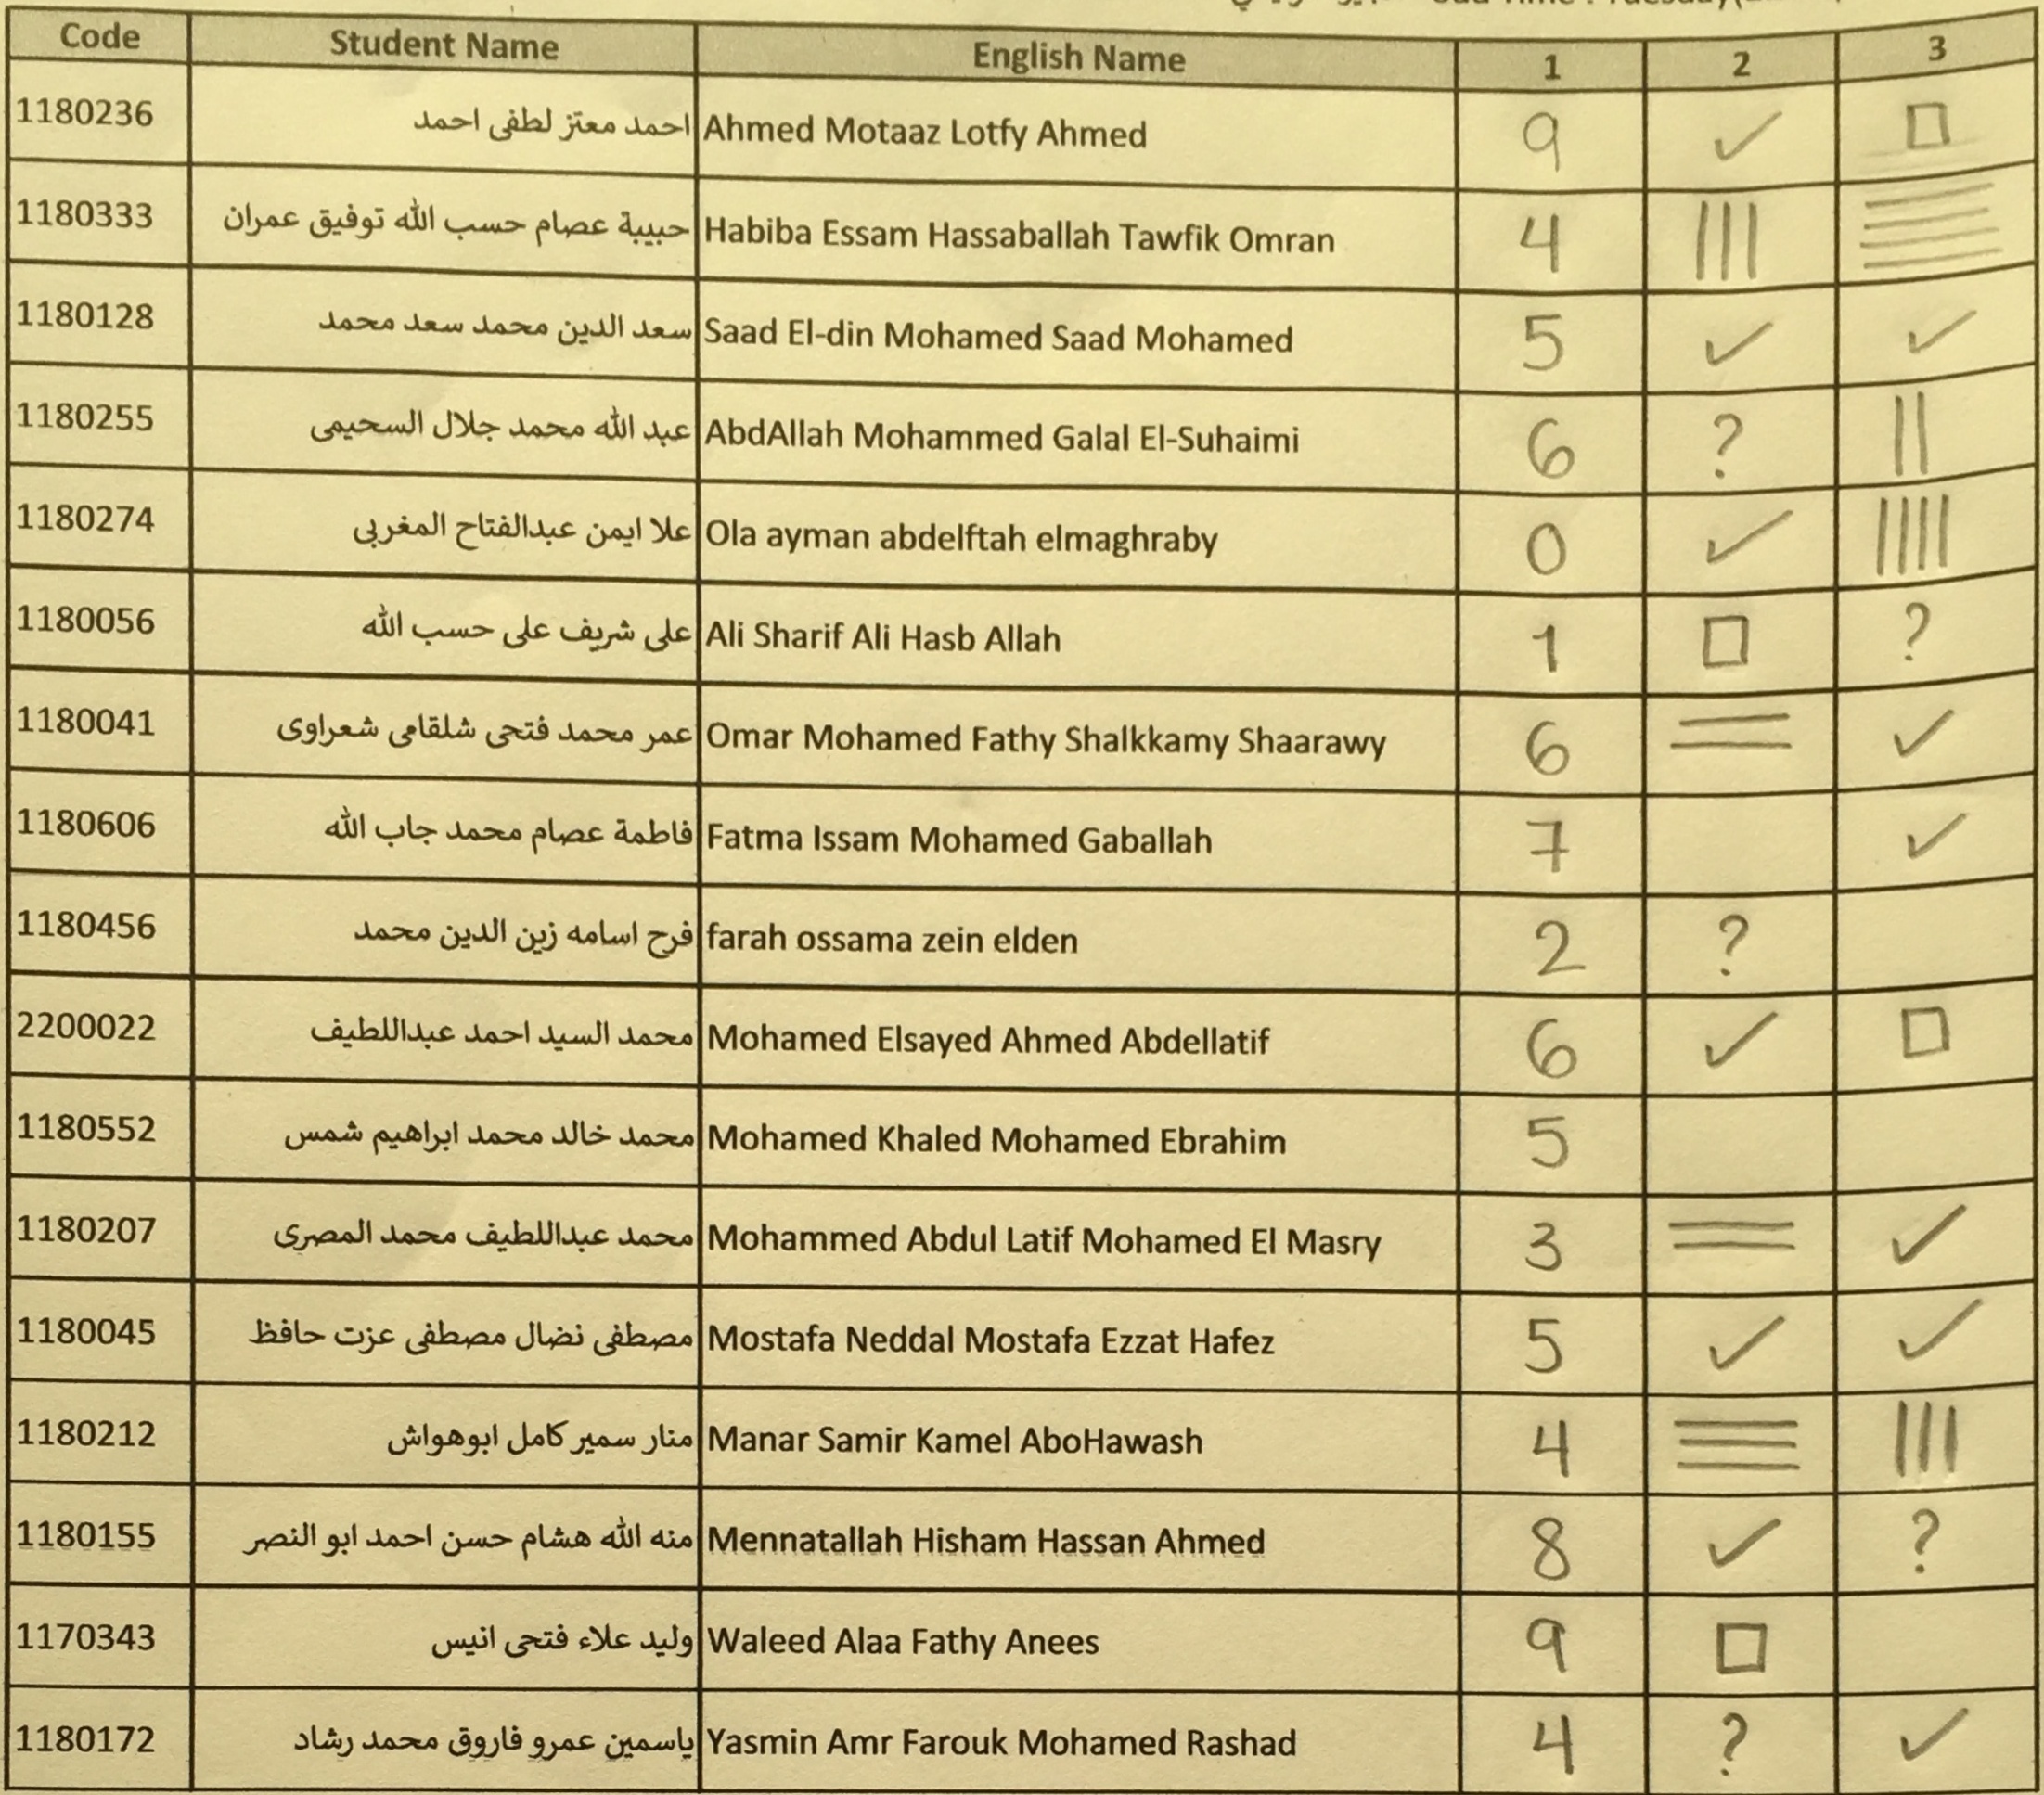 Code Student Name English Name 1 2 3
1180236 احمد معتز لطفى احمد Ahmed Motaaz Lotfy Ahmed 9 ✓ □
1180333 حبيبة عصام حسب الله توفيق عمران Habiba Essam Hassaballah Tawfik Omran 4 |||
1180128 سعد الدين محمد سعد محمد Saad El-din Mohamed Saad Mohamed 5 ✓ ✓
1180255 عبد الله محمد جلال السحيمى AbdAllah Mohammed Galal El-Suhaimi 6 ? ||
1180274 علا ايمن عبدالفتاح المغربى Ola ayman abdelftah elmaghraby 0 ✓ ||||
1180056 على شريف على حسب الله Ali Sharif Ali Hasb Allah 1 □ ?
1180041 عمر محمد فتحى شلقامى شعراوى Omar Mohamed Fathy Shalkkamy Shaarawy 6 = ✓
1180606 فاطمة عصام محمد جاب الله Fatma Issam Mohamed Gaballah 7 ✓
1180456 فرح اسامه زين الدين محمد farah ossama zein elden 2 ?
2200022 محمد السيد احمد عبداللطيف Mohamed Elsayed Ahmed Abdellatif 6 ✓ □
1180552 محمد خالد محمد ابراهيم شمس Mohamed Khaled Mohamed Ebrahim 5
1180207 محمد عبداللطيف محمد المصرى Mohammed Abdul Latif Mohamed El Masry 3 = ✓
1180045 مصطفى نضال مصطفى عزت حافظ Mostafa Neddal Mostafa Ezzat Hafez 5 ✓ ✓
1180212 منار سمير كامل ابوهواش Manar Samir Kamel AboHawash 4 ≡ |||
1180155 منه الله هشام حسن احمد ابو النصر Mennatallah Hisham Hassan Ahmed 8 ✓ ?
1170343 وليد علاء فتحى انيس Waleed Alaa Fathy Anees 9 □
1180172 ياسمين عمرو فاروق محمد رشاد Yasmin Amr Farouk Mohamed Rashad 4 ? ✓